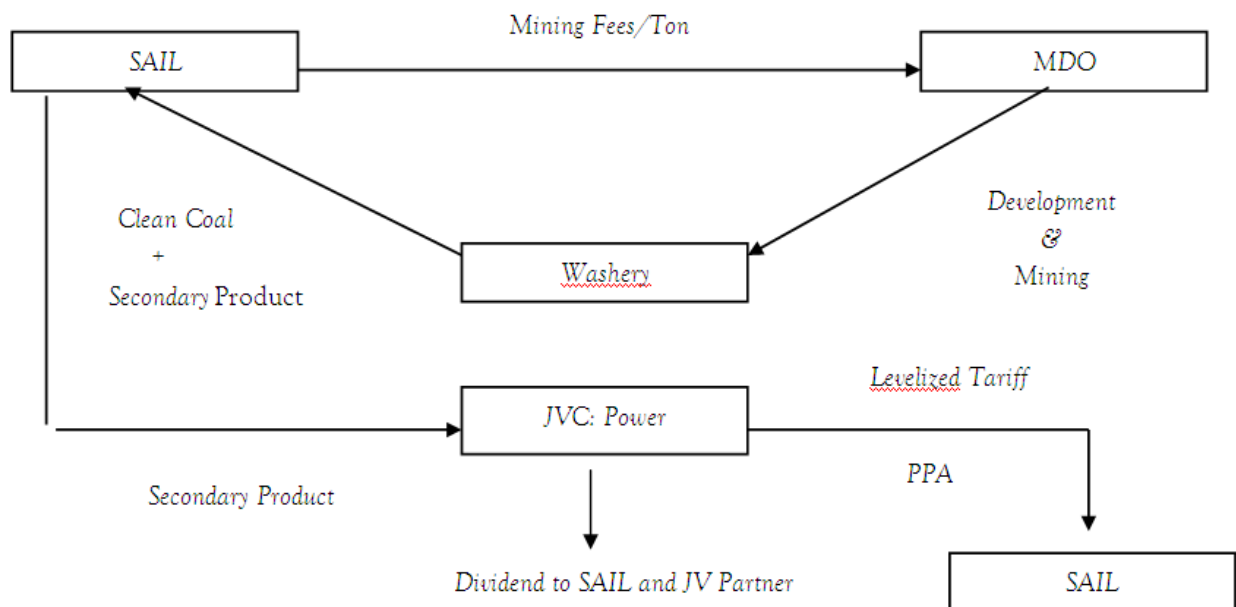 Mining Fees/Ton
SAIL
MDO
Clean Coal
+
Secondary Product
Development
&
Mining
Washery
Levelized Tariff
JVC: Power
Secondary Product
PPA
Dividend to SAIL and JV Partner
SAIL